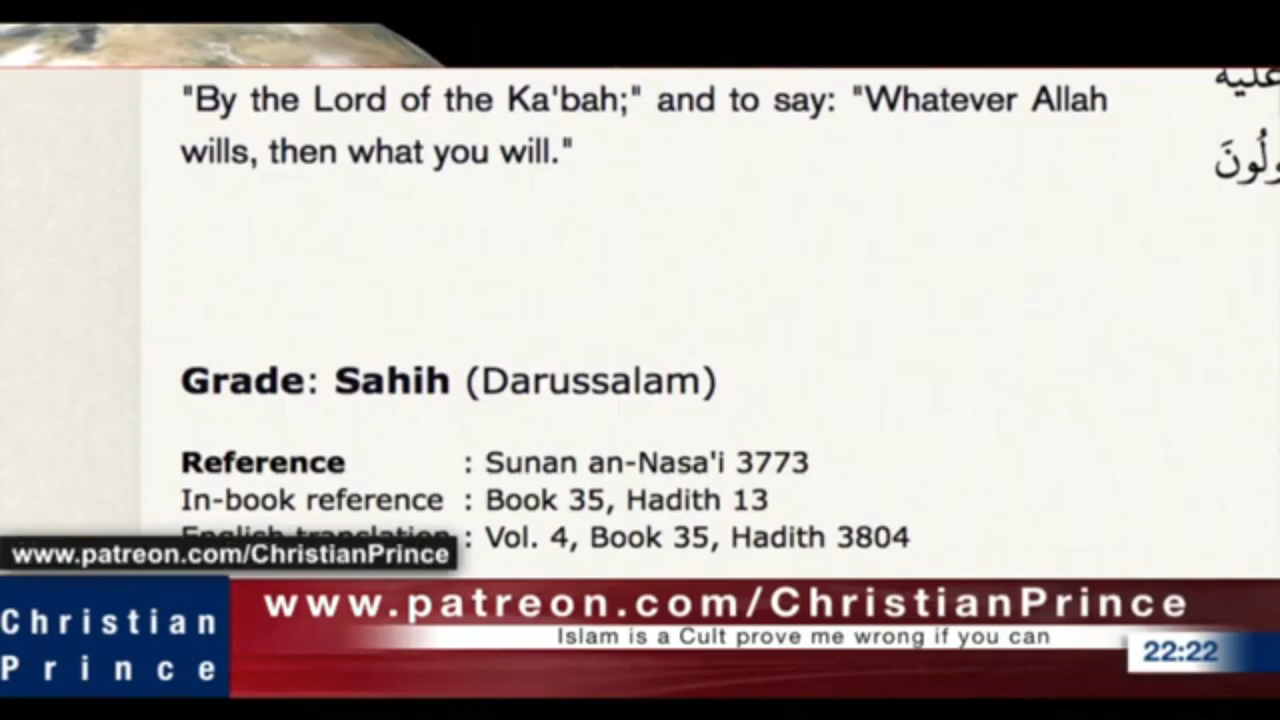 "By the Lord of the Ka'bah;" and to say: "Whatever Allah
wills, then what you will."
Grade: Sahih (Darussalam)
Reference : Sunan an-Nasa'i 3773
In-book reference : Book 35, Hadith 13
English translation : Vol. 4, Book 35, Hadith 3804
www.patreon.com/ChristianPrince
Christian
Prince
www.patreon.com/ChristianPrince
Islam is a Cult prove me wrong if you can
22:22